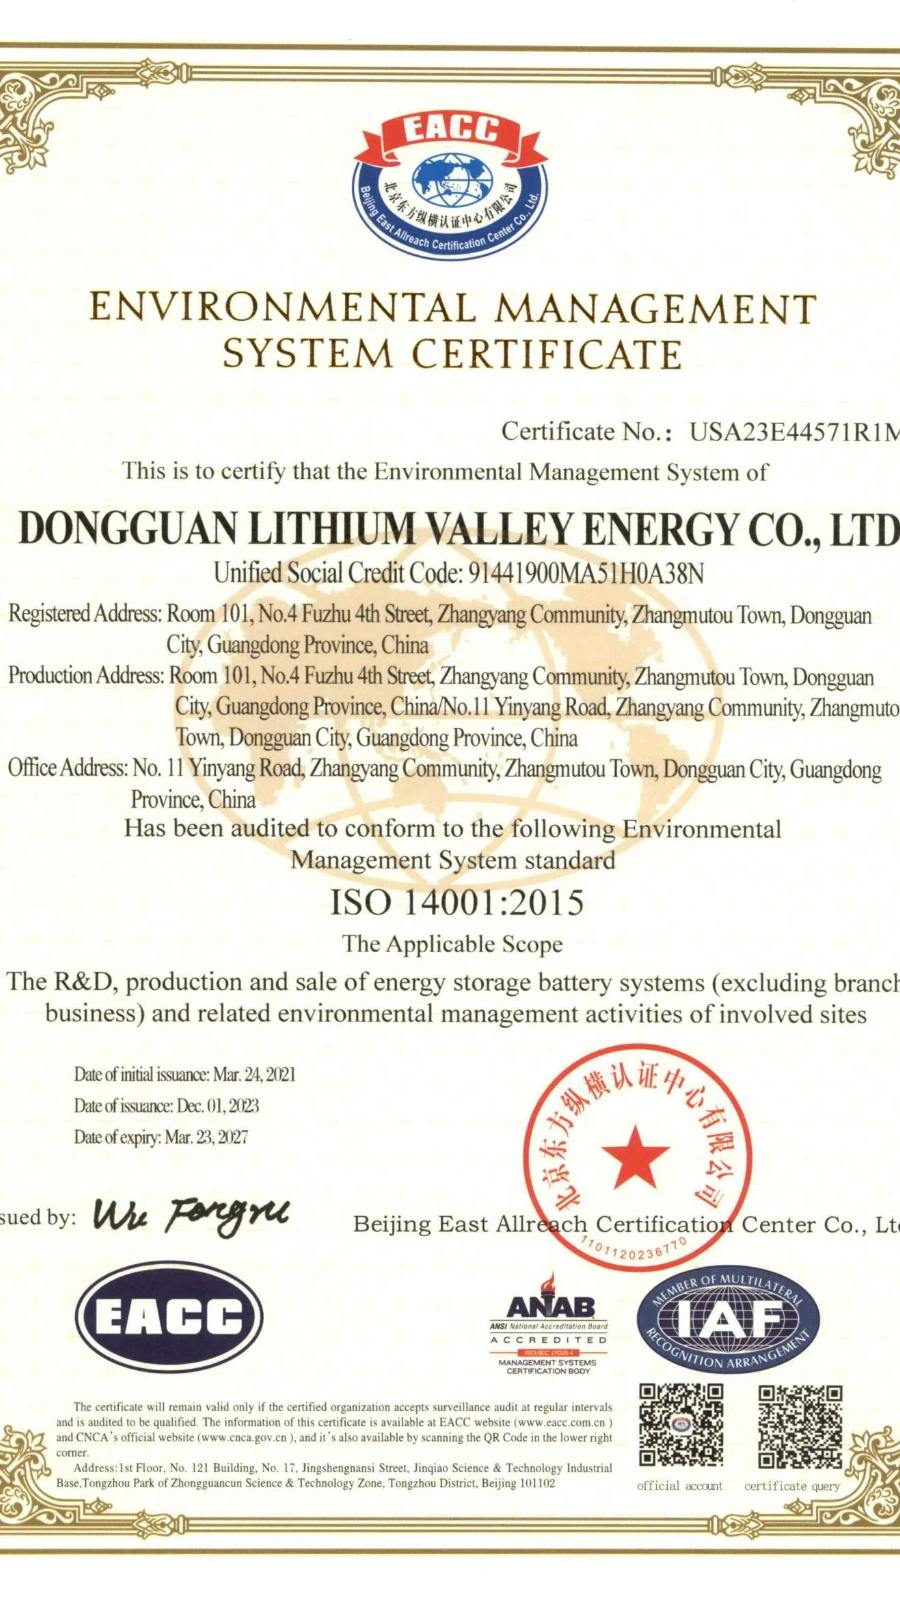 EACC
北京东方纵横认证中心有限公司
Beijing East Allreach Certification Center Co., Ltd.
ENVIRONMENTAL MANAGEMENT
SYSTEM CERTIFICATE
Certificate No.: USA23E44571R1M
This is to certify that the Environmental Management System of
DONGGUAN LITHIUM VALLEY ENERGY CO., LTD
Unified Social Credit Code: 91441900MA51H0A38N
Registered Address: Room 101, No.4 Fuzhu 4th Street, Zhangyang Community, Zhangmutou Town, Dongguan
City, Guangdong Province, China
Production Address: Room 101, No.4 Fuzhu 4th Street, Zhangyang Community, Zhangmutou Town, Dongguan
City, Guangdong Province, China/No.11 Yinyang Road, Zhangyang Community, Zhangmuto
Town, Dongguan City, Guangdong Province, China
Office Address: No. 11 Yinyang Road, Zhangyang Community, Zhangmutou Town, Dongguan City, Guangdong
Province, China
Has been audited to conform to the following Environmental
Management System standard
ISO 14001:2015
The Applicable Scope
The R&D, production and sale of energy storage battery systems (excluding branch
business) and related environmental management activities of involved sites
Date of initial issuance: Mar. 24, 2021
Date of issuance: Dec. 01, 2023
Date of expiry: Mar. 23, 2027
北京东方纵横认证中心有限公司
1101120236770
sued by:
Beijing East Allreach Certification Center Co., Lt
EACC
ANAB
ANSI National Accreditation Board
ACCREDITED
ISO/IEC 17021-1
MANAGEMENT SYSTEMS
CERTIFICATION BODY
MEMBER OF MULTILATERAL
IAF
RECOGNITION ARRANGEMENT
The certificate will remain valid only if the certified organization accepts surveillance audit at regular intervals
and is audited to be qualified. The information of this certificate is available at EACC website (www.eacc.com.cn )
and CNCA's official website (www.cnca.gov.cn ), and it's also available by scanning the QR Code in the lower right
corner.
Address:1st Floor, No. 121 Building, No. 17, Jingshengnansi Street, Jinqiao Science & Technology Industrial
Base,Tongzhou Park of Zhongguancun Science & Technology Zone, Tongzhou District, Beijing 101102
official account
certificate query